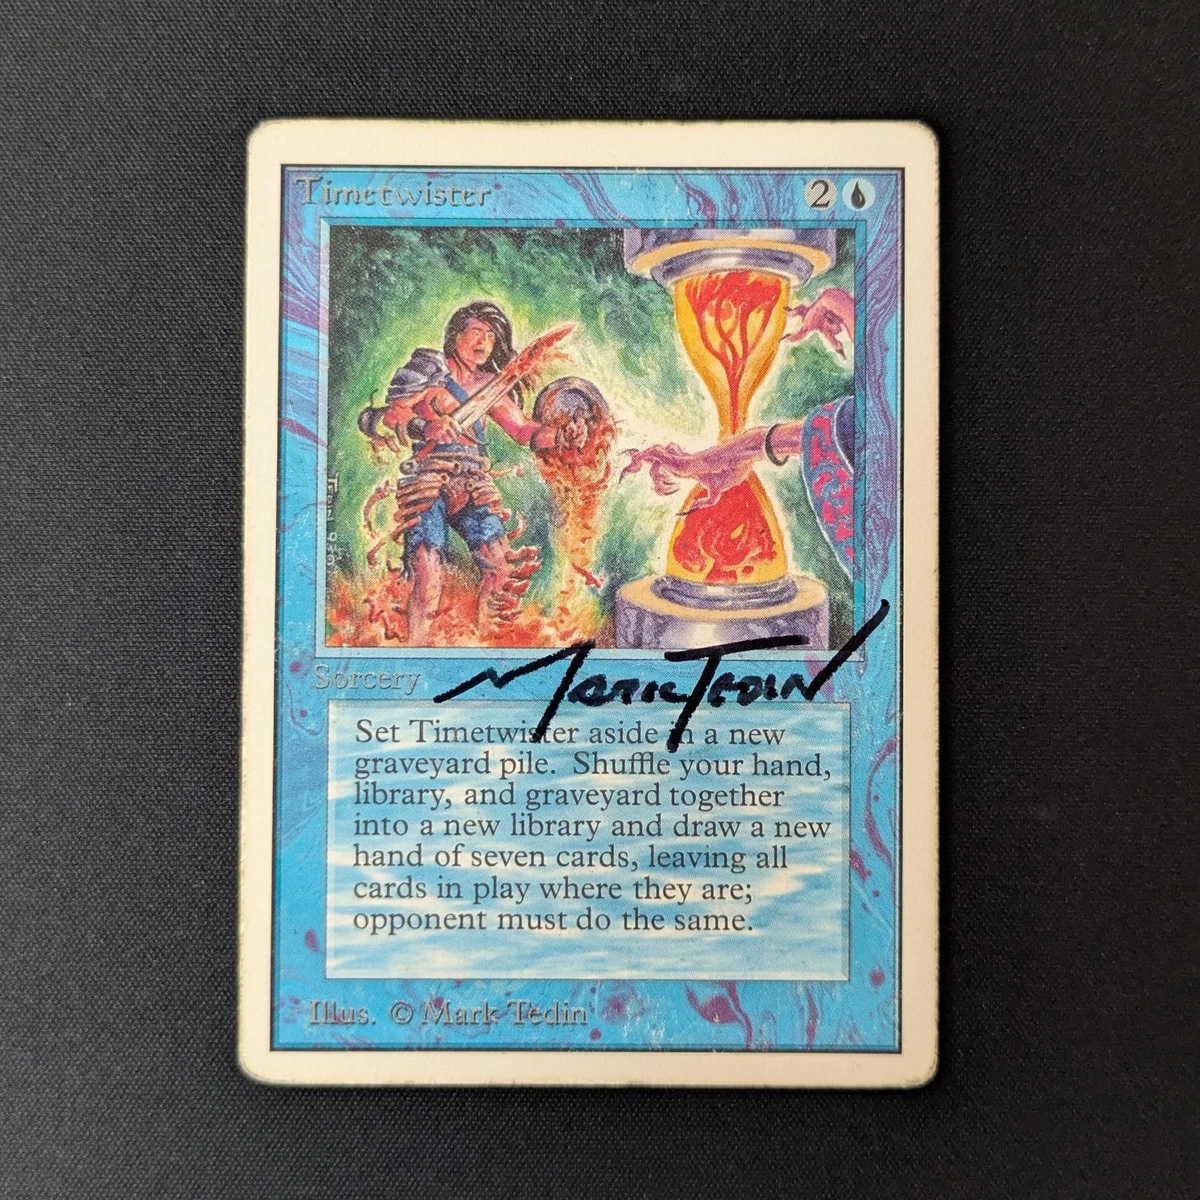 Timetwister 2
Mark Tedin
Sorcery
Set Timetwister aside in a new
graveyard pile. Shuffle your hand,
library, and graveyard together
into a new library and draw a new
hand of seven cards, leaving all
cards in play where they are;
opponent must do the same.
Illus. © Mark Tedin